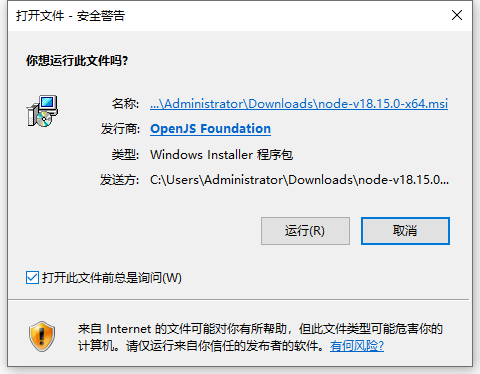 打开文件 - 安全警告
你想运行此文件吗?
名称: ...\Administrator\Downloads\node-v18.15.0-x64.msi
发行商: OpenJS Foundation
类型: Windows Installer 程序包
发送方: C:\Users\Administrator\Downloads\node-v18.15.0...
运行(R) 取消
打开此文件前总是询问(W)
来自 Internet 的文件可能对你有所帮助，但此文件类型可能危害你的
计算机。请仅运行来自你信任的发布者的软件。有何风险?